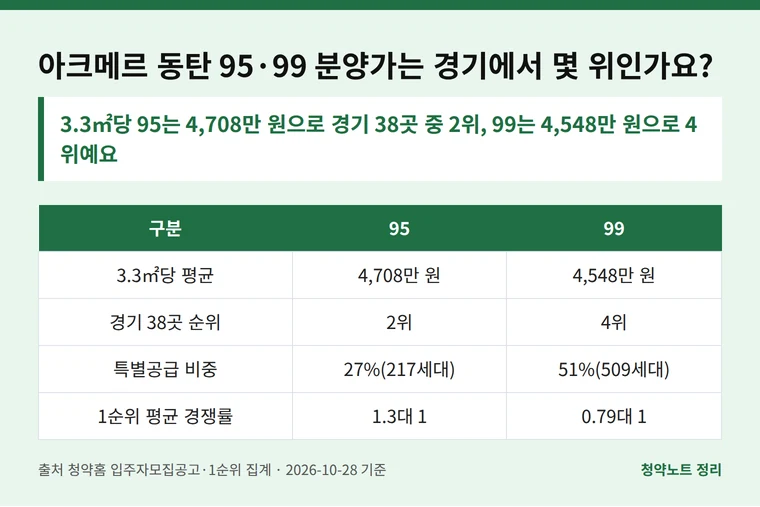 아크메르 동탄 95·99 분양가는 경기에서 몇 위인가요?
3.3㎡당 95는 4,708만 원으로 경기 38곳 중 2위, 99는 4,548만 원으로 4
위예요
구분 95 99
3.3㎡당 평균 4,708만 원 4,548만 원
경기 38곳 순위 2위 4위
특별공급 비중 27%(217세대) 51%(509세대)
1순위 평균 경쟁률 1.3대 1 0.79대 1
출처 청약홈 입주자모집공고·1순위 집계 · 2026-10-28 기준 청약노트 정리